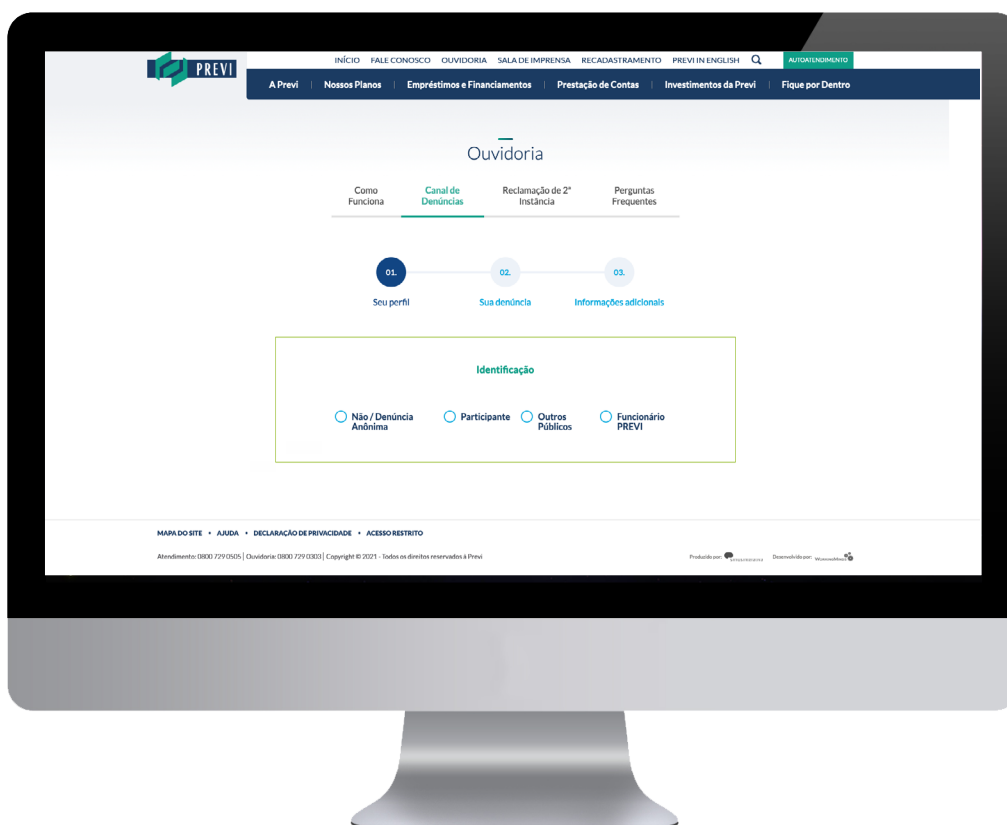 PREVI
INÍCIO FALE CONOSCO OUVIDORIA SALA DE IMPRENSA RECADASTRAMENTO PREVI IN ENGLISH AUTOATENDIMENTO
A Previ | Nossos Planos | Empréstimos e Financiamentos | Prestação de Contas | Investimentos da Previ | Fique por Dentro
Ouvidoria
Como
Funciona
Canal de
Denúncias
Reclamação de 2ª
Instância
Perguntas
Frequentes
01.
02.
03.
Seu perfil
Sua denúncia
Informações adicionais
Identificação
Não / Denúncia
Anônima
Participante
Outros
Públicos
Funcionário
PREVI
MAPA DO SITE • AJUDA • DECLARAÇÃO DE PRIVACIDADE • ACESSO RESTRITO
Atendimento: 0800 729 0505 | Ouvidoria: 0800 729 0303 | Copyright © 2021 - Todos os direitos reservados à Previ
Produzido por:
Desenvolvido por: